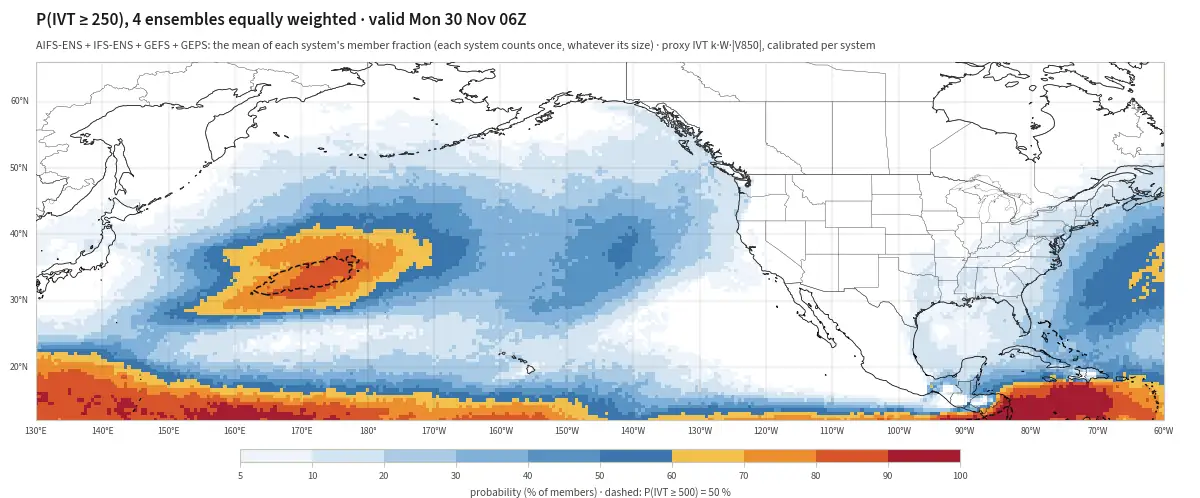 P(IVT ≥ 250), 4 ensembles equally weighted · valid Mon 30 Nov 06Z
AIFS-ENS + IFS-ENS + GEFS + GEPS: the mean of each system's member fraction (each system counts once, whatever its size) · proxy IVT k·W·|V850|, calibrated per system
60°N
50°N
40°N
30°N
20°N
130°E 140°E 150°E 160°E 170°E 180° 170°W 160°W 150°W 140°W 130°W 120°W 110°W 100°W 90°W 80°W 70°W 60°W
5 10 20 30 40 50 60 70 80 90 100
probability (% of members) · dashed: P(IVT ≥ 500) = 50 %